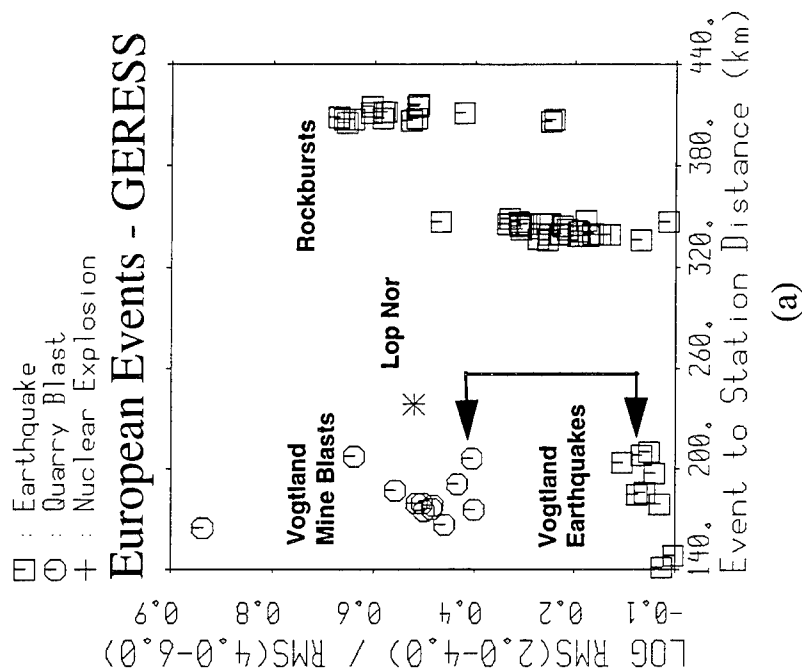 : Earthquake
: Quarry Blast
: Nuclear Explosion
European Events - GERESS
LOG RMS(2.0-4.0) / RMS(4.0-6.0)
0.9
0.8
0.6
0.4
0.2
-0.1
Vogtland
Mine Blasts
Lop Nor
Rockbursts
Vogtland
Earthquakes
140. 200. 260. 320. 380. 440.
Event to Station Distance (km)
(a)